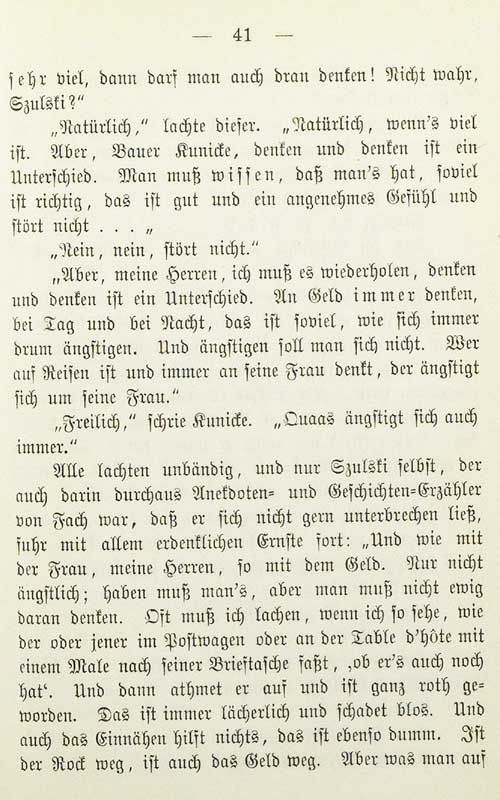 — 41 —
sehr viel, dann darf man auch dran denken! Nicht wahr,
Szulski?“
„Natürlich,“ lachte dieser. „Natürlich, wenn's viel
ist. Aber, Bauer Kunicke, denken und denken ist ein
Unterschied. Man muß wissen, daß man's hat, soviel
ist richtig, das ist gut und ein angenehmes Gefühl und
stört nicht . . . „
„Nein, nein, stört nicht.“
„Aber, meine Herren, ich muß es wiederholen, denken
und denken ist ein Unterschied. An Geld immer denken,
bei Tag und bei Nacht, das ist soviel, wie sich immer
drum ängstigen. Und ängstigen soll man sich nicht. Wer
auf Reisen ist und immer an seine Frau denkt, der ängstigt
sich um seine Frau.“
„Freilich,“ schrie Kunicke. „Quaas ängstigt sich auch
immer.“
Alle lachten unbändig, und nur Szulski selbst, der
auch darin durchaus Anekdoten- und Geschichten-Erzähler
von Fach war, daß er sich nicht gern unterbrechen ließ,
fuhr mit allem erdenklichen Ernste fort: „Und wie mit
der Frau, meine Herren, so mit dem Geld. Nur nicht
ängstlich; haben muß man's, aber man muß nicht ewig
daran denken. Oft muß ich lachen, wenn ich so sehe, wie
der oder jener im Postwagen oder an der Table d'hôte mit
einem Male nach seiner Brieftasche faßt, ‚ob er's auch noch
hat‘. Und dann athmet er auf und ist ganz roth ge-
worden. Das ist immer lächerlich und schadet blos. Und
auch das Einnähen hilft nichts, das ist ebenso dumm. Ist
der Rock weg, ist auch das Geld weg. Aber was man auf